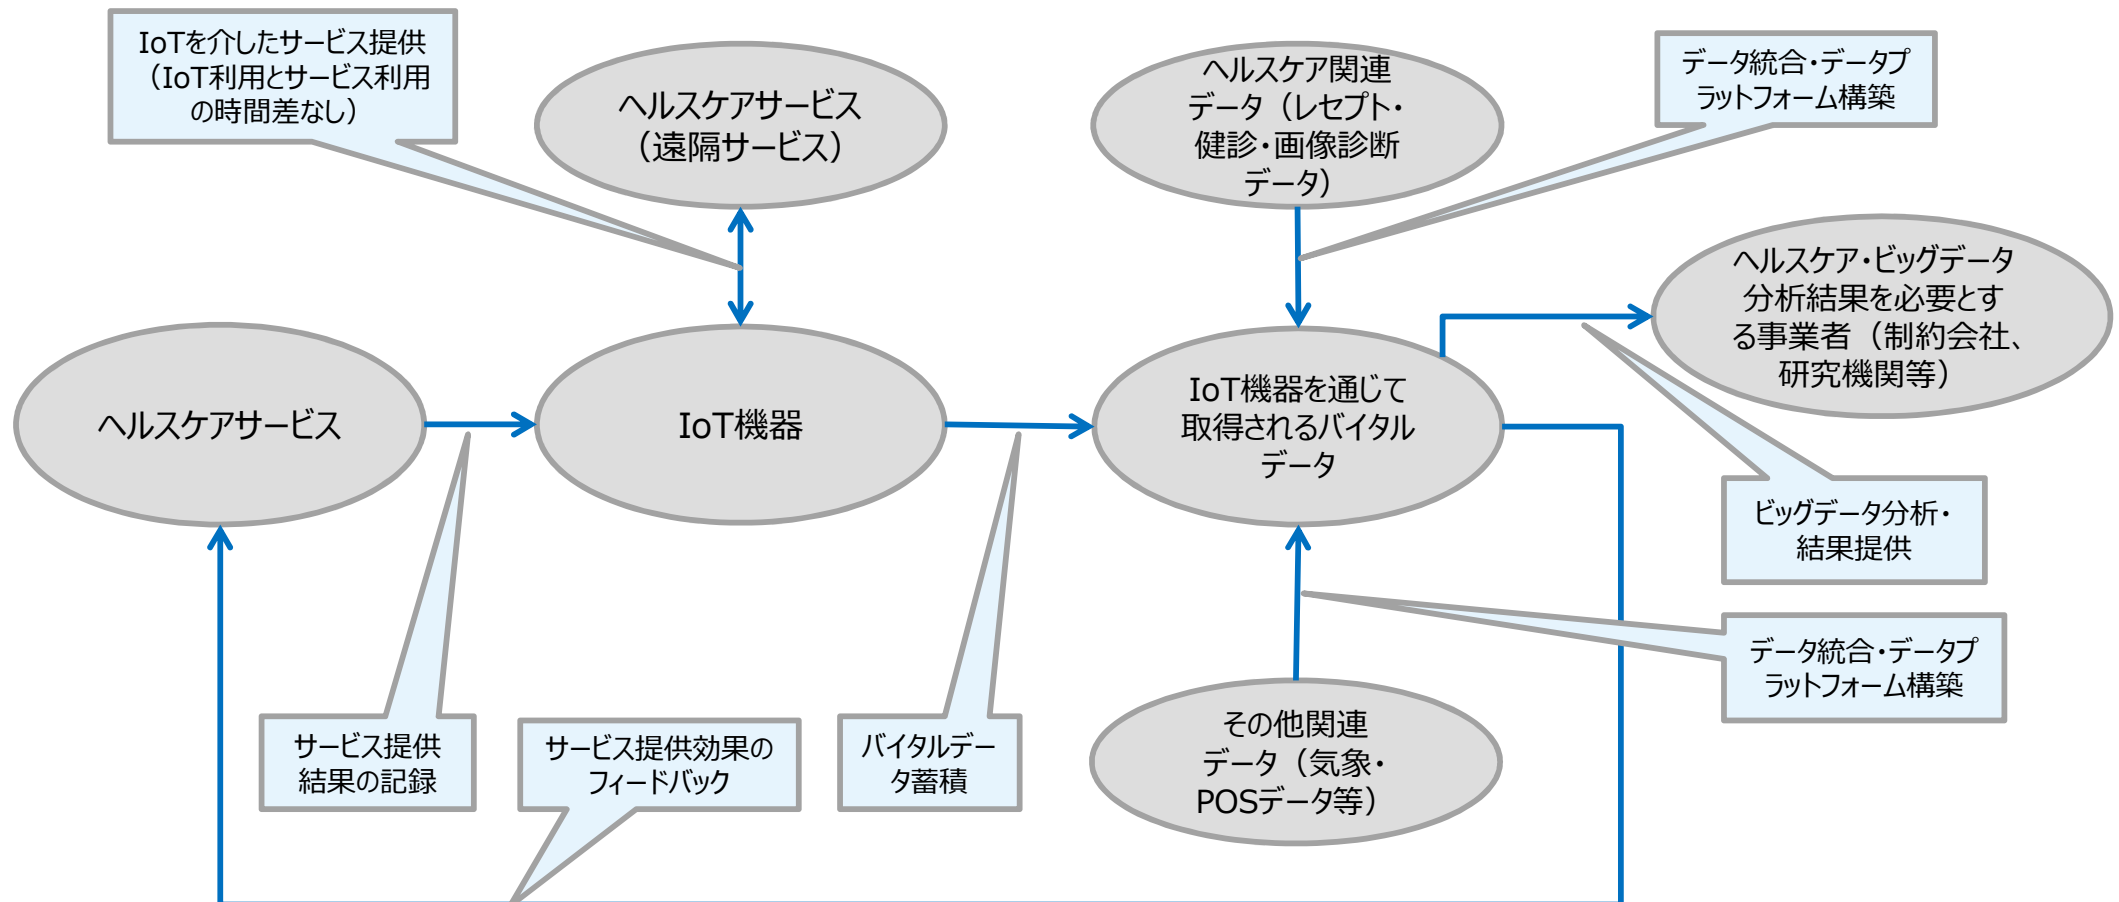 IoTを介したサービス提供
（IoT利用とサービス利用
の時間差なし）
ヘルスケアサービス
（遠隔サービス）
ヘルスケア関連
データ（レセプト・
健診・画像診断
データ）
データ統合・データプ
ラットフォーム構築
ヘルスケア・ビッグデータ
分析結果を必要とす
る事業者（制約会社、
研究機関等）
ヘルスケアサービス
IoT機器
IoT機器を通じて
取得されるバイタル
データ
ビッグデータ分析・
結果提供
データ統合・データプ
ラットフォーム構築
サービス提供
結果の記録
サービス提供効果の
フィードバック
バイタルデー
タ蓄積
その他関連
データ（気象・
POSデータ等）